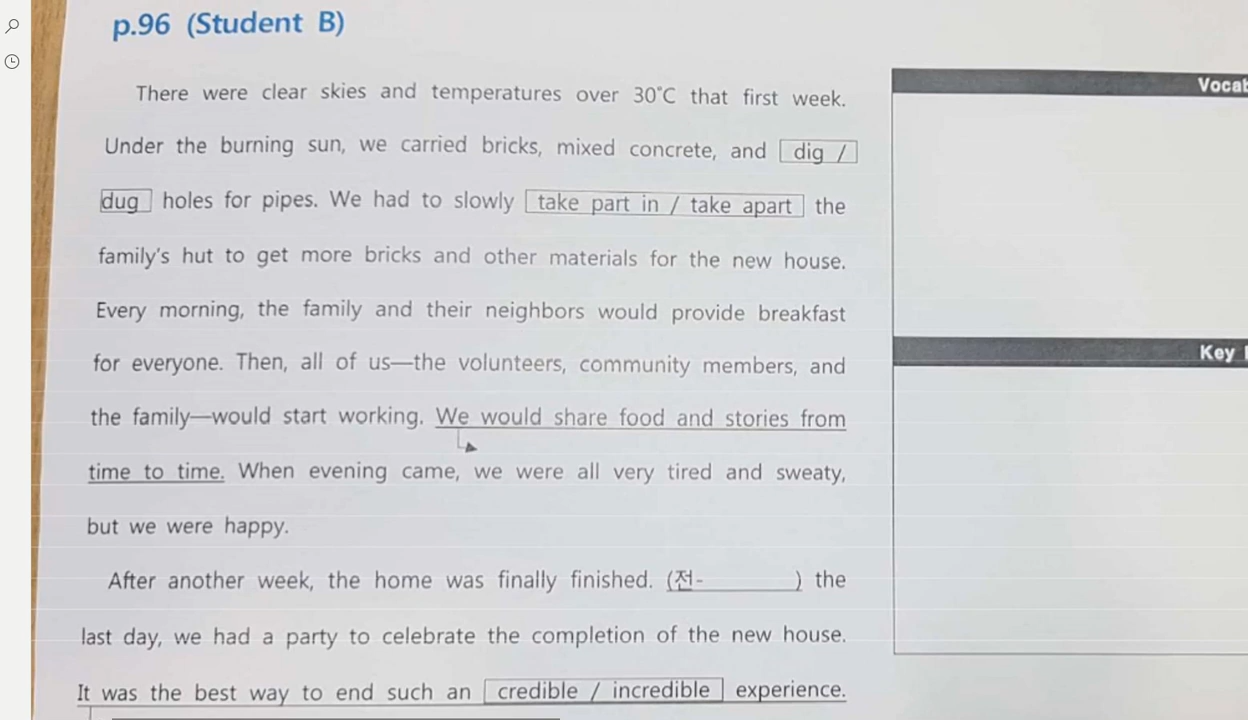 p.96 (Student B)
There were clear skies and temperatures over 30℃ that first week.
Under the burning sun, we carried bricks, mixed concrete, and dig /
dug holes for pipes. We had to slowly take part in / take apart the
family's hut to get more bricks and other materials for the new house.
Every morning, the family and their neighbors would provide breakfast
for everyone. Then, all of us—the volunteers, community members, and
the family—would start working. We would share food and stories from
time to time. When evening came, we were all very tired and sweaty,
but we were happy.
After another week, the home was finally finished. (전- ) the
last day, we had a party to celebrate the completion of the new house.
It was the best way to end such an credible / incredible experience.
Key